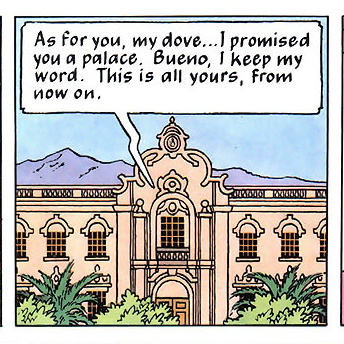 As for you, my dove...I promised
you a palace. Bueno, I keep my
word. This is all yours, from
now on.